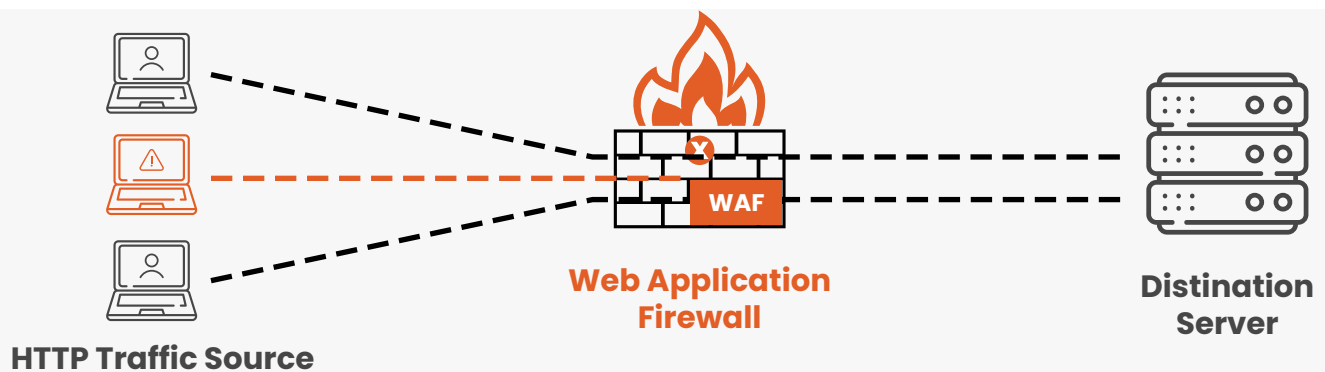 X
WAF
Web Application
Firewall
Distination
Server
HTTP Traffic Source